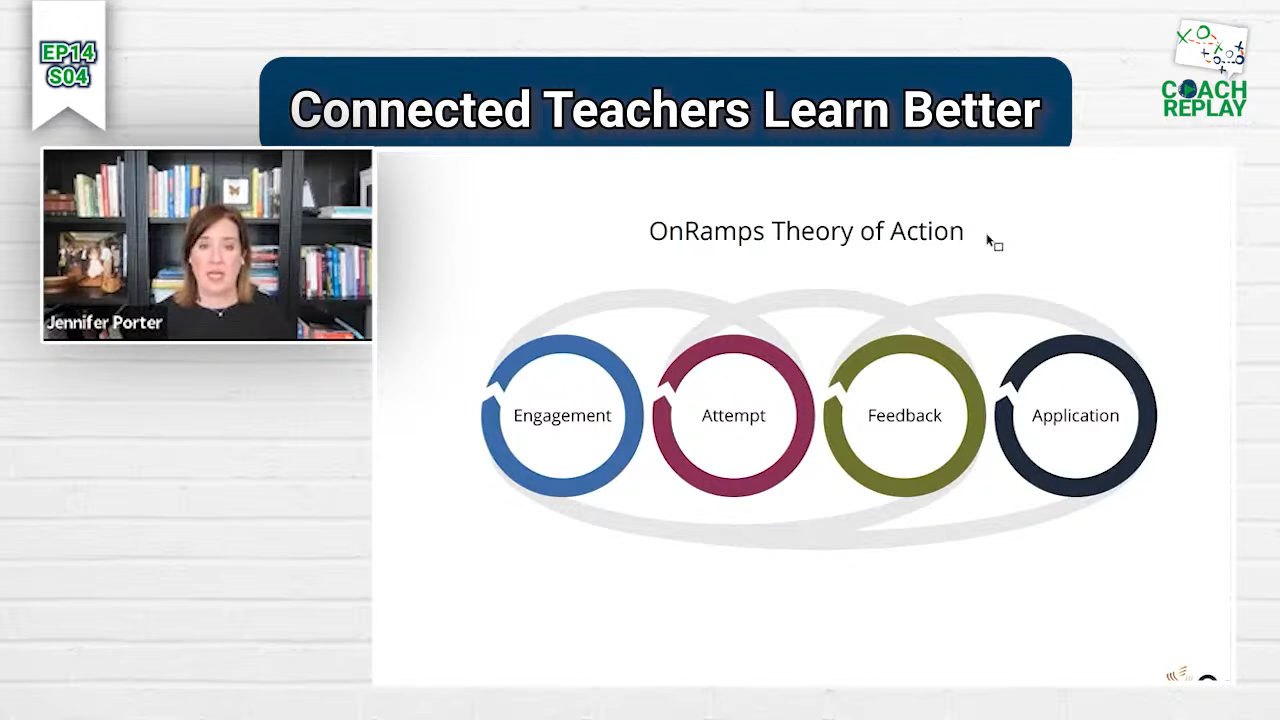 EP14
S04
Connected Teachers Learn Better
COACH
REPLAY
Jennifer Porter
OnRamps Theory of Action
Engagement
Attempt
Feedback
Application